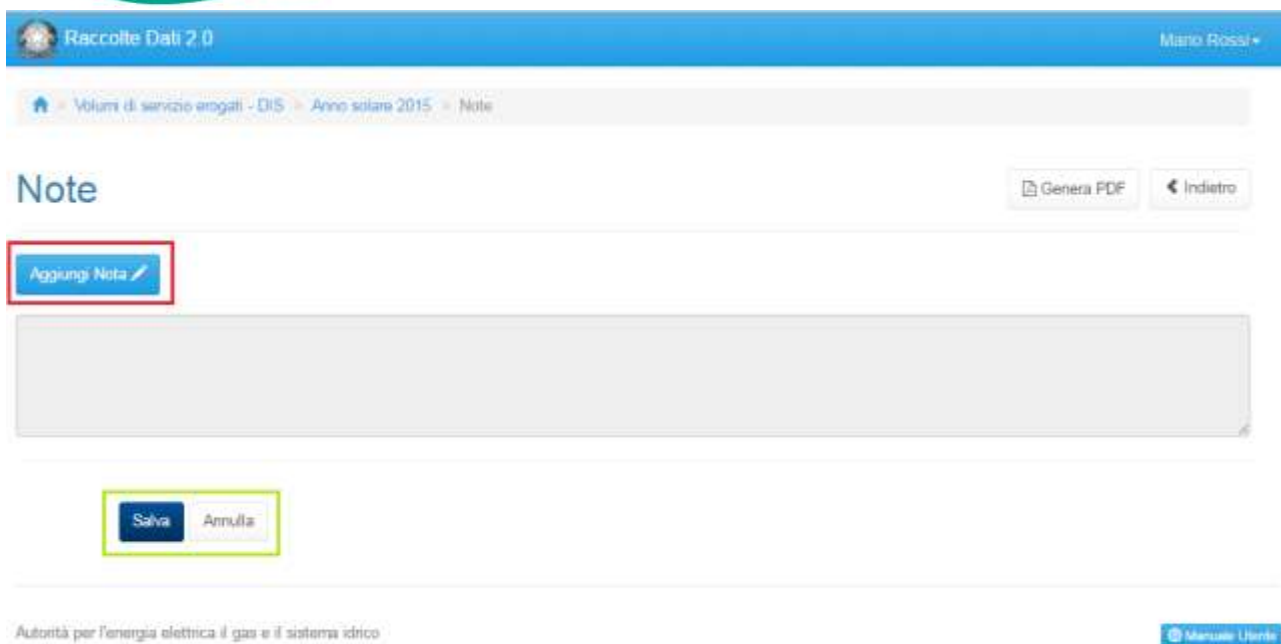 Raccolte Dati 2.0
Mario Rossi
Volumi di servizio erogati - DIS Anno solare 2015 Note
Note
Genera PDF Indietro
Aggiungi Nota
Salva Annulla
Autorità per l'energia elettrica il gas e il sistema idrico
Manuale Utente